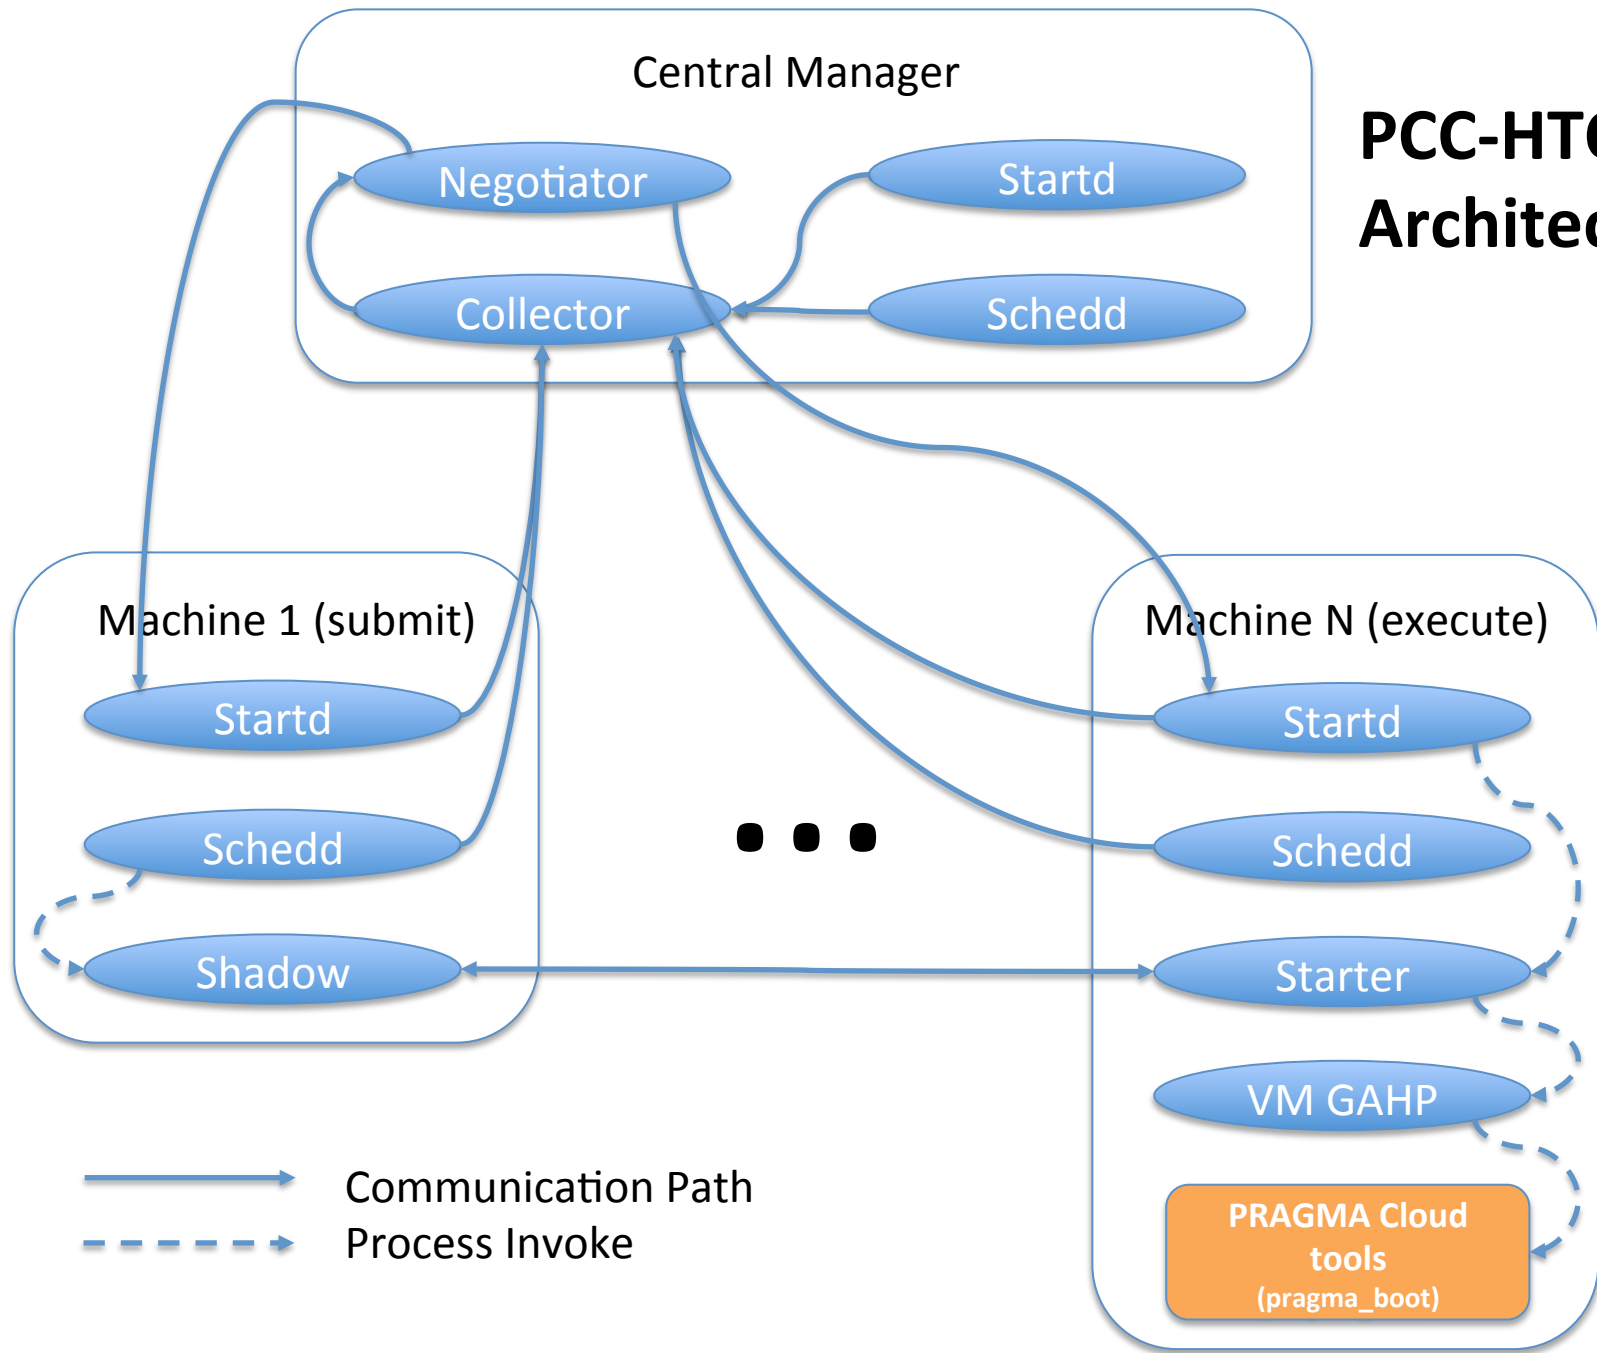 Central Manager
PCC-HTC
Architec
Negotiator
Startd
Collector
Schedd
Machine 1 (submit)
Startd
Schedd
Shadow
...
Machine N (execute)
Startd
Schedd
Starter
VM GAHP
PRAGMA Cloud
tools
(pragma_boot)
Communication Path
Process Invoke